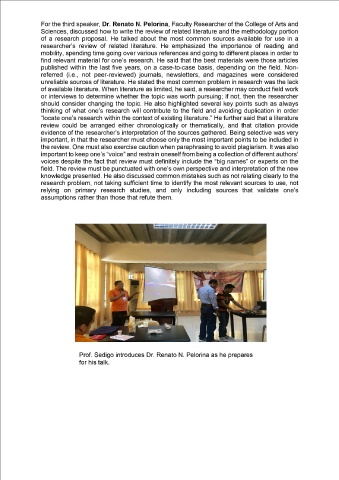 For the third speaker, Dr. Renato N. Pelorina, Faculty Researcher of the College of Arts and
Sciences, discussed how to write the review of related literature and the methodology portion
of a research proposal. He talked about the most common sources available for use in a
researcher's review of related literature. He emphasized the importance of reading and
mobility, spending time going over various references and going to different places in order to
find relevant material for one's research. He said that the best materials were those articles
published within the last five years, on a case-to-case basis, depending on the field. Non-
referred (i.e., not peer-reviewed) journals, newsletters, and magazines were considered
unreliable sources of literature. He stated the most common problem in research was the lack
of available literature. When literature is limited, he said, a researcher may conduct field work
or interviews to determine whether the topic was worth pursuing; if not, then the researcher
should consider changing the topic. He also highlighted several key points such as always
thinking of what one's research will contribute to the field and avoiding duplication in order
"locate one's research within the context of existing literature." He further said that a literature
review could be arranged either chronologically or thematically, and that citation provide
evidence of the researcher's interpretation of the sources gathered. Being selective was very
important, in that the researcher must choose only the most important points to be included in
the review. One must also exercise caution when paraphrasing to avoid plagiarism. It was also
important to keep one's "voice" and restrain oneself from being a collection of different authors'
voices despite the fact that review must definitely include the "big names" or experts on the
field. The review must be punctuated with one's own perspective and interpretation of the new
knowledge presented. He also discussed common mistakes such as not relating clearly to the
research problem, not taking sufficient time to identify the most relevant sources to use, not
relying on primary research studies, and only including sources that validate one's
assumptions rather than those that refute them.
Prof. Sedigo introduces Dr. Renato N. Pelorina as he prepares
for his talk.